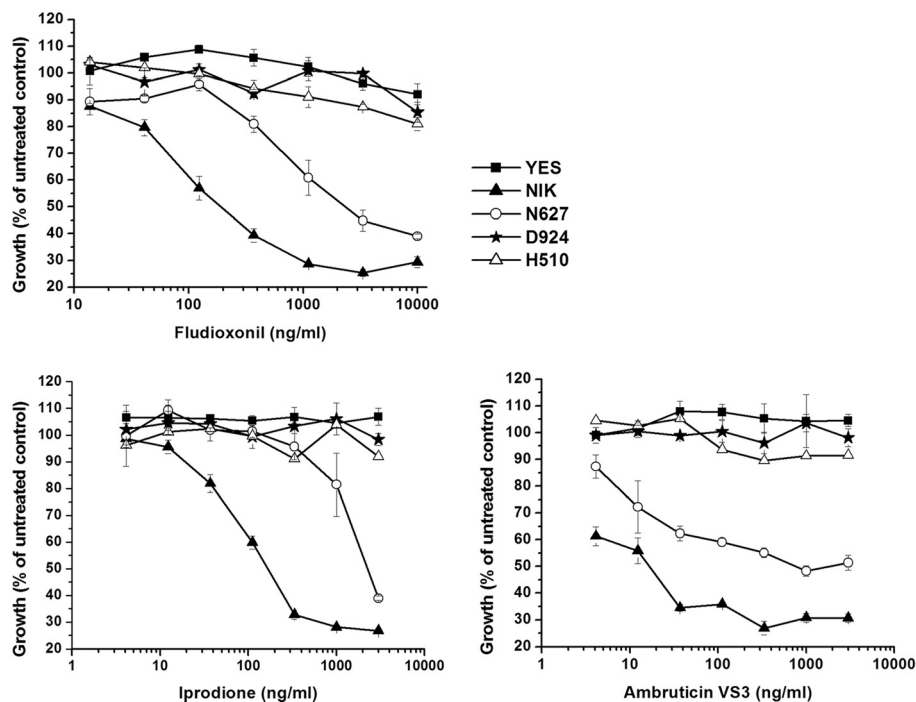 120
110
100
90
80
70
60
50
40
30
20
10 100 1000 10000
Growth (% of untreated control)
Fludioxonil (ng/ml)
YES
NIK
N627
D924
H510
120
110
100
90
80
70
60
50
40
30
20
1 10 100 1000 10000
Growth (% of untreated control)
Iprodione (ng/ml)
120
110
100
90
80
70
60
50
40
30
20
1 10 100 1000 10000
Growth (% of untreated control)
Ambruticin VS3 (ng/ml)